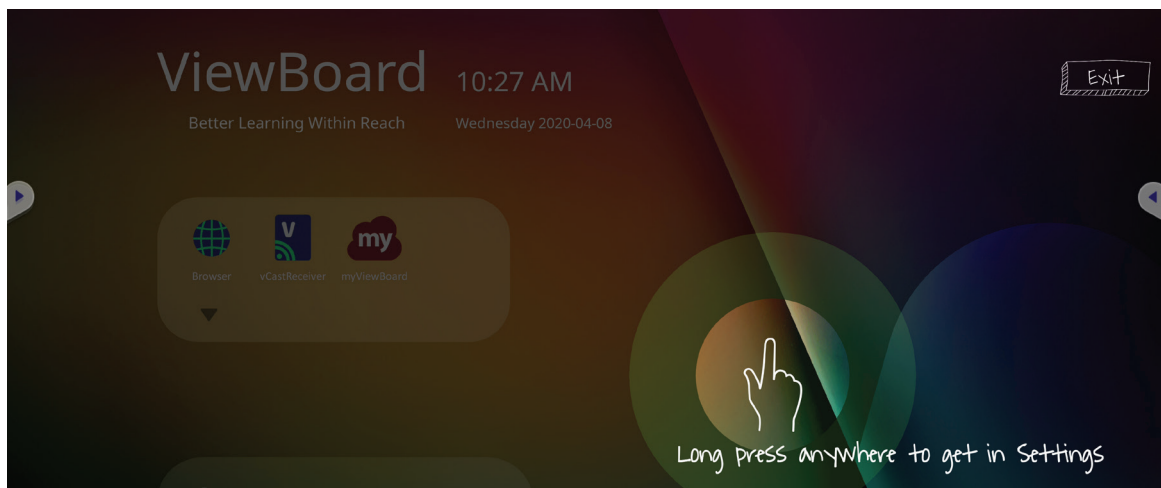 ViewBoard
10:27 AM
Better Learning Within Reach
Wednesday 2020-04-08
Exit
V
my
Browser
vCastReceiver
myViewBoard
Long press anywhere to get in Settings